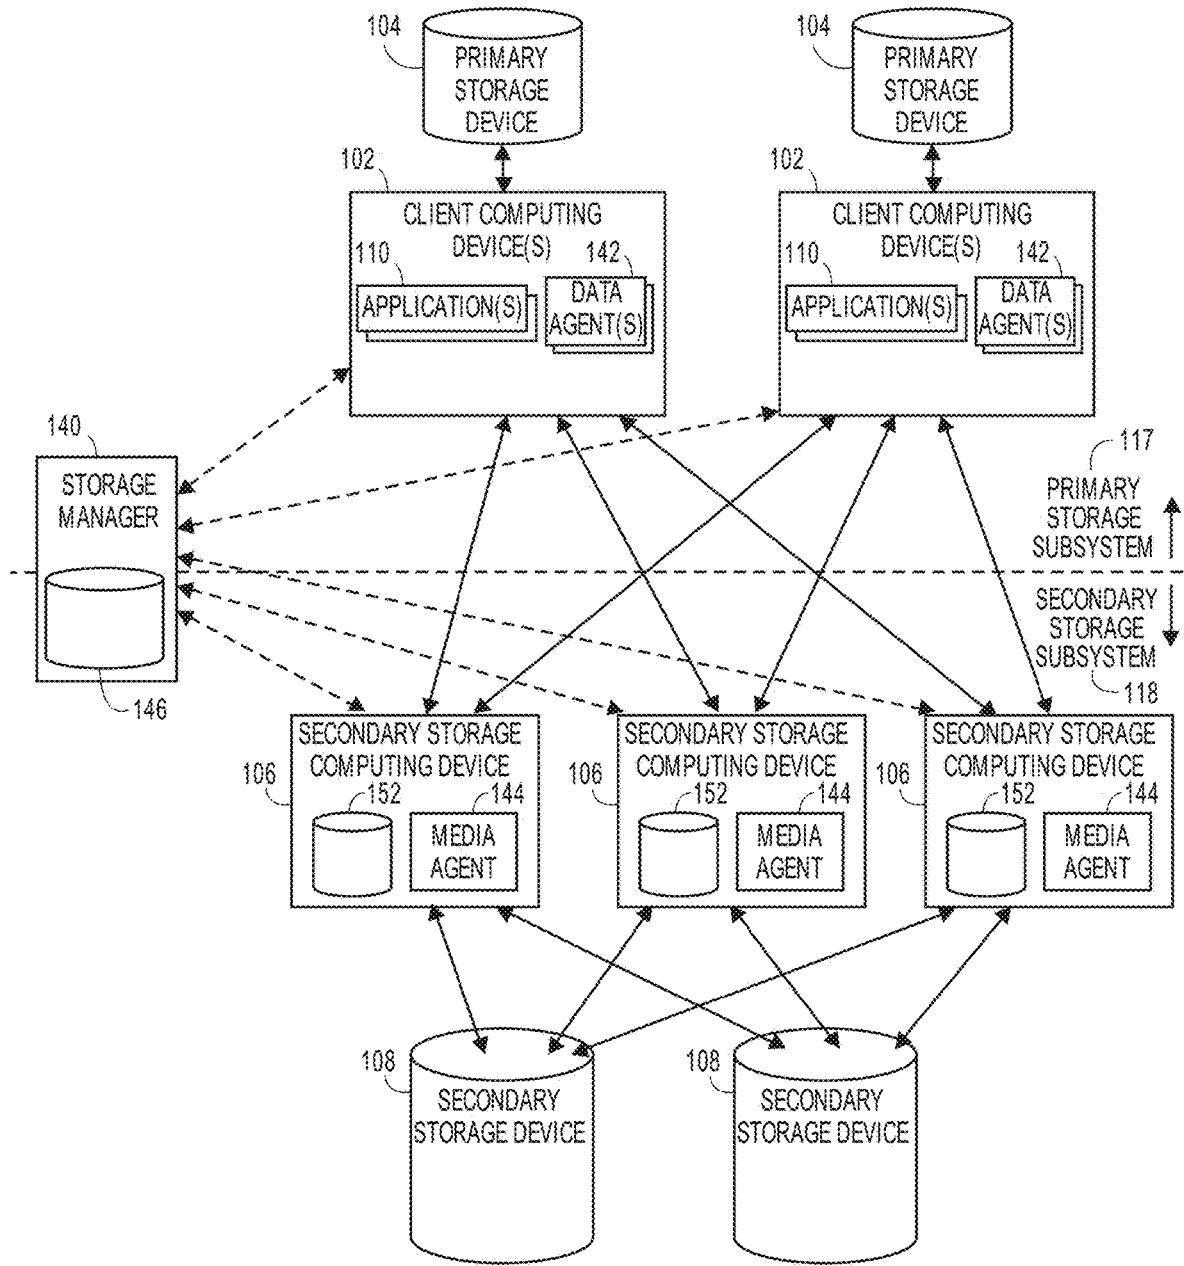 104
PRIMARY
STORAGE
DEVICE
104
PRIMARY
STORAGE
DEVICE
102
CLIENT COMPUTING
DEVICE(S)
110
APPLICATION(S)
142
DATA
AGENT(S)
102
CLIENT COMPUTING
DEVICE(S)
110
APPLICATION(S)
142
DATA
AGENT(S)
140
STORAGE
MANAGER
146
117
PRIMARY
STORAGE
SUBSYSTEM
SECONDARY
STORAGE
SUBSYSTEM
118
106
SECONDARY STORAGE
COMPUTING DEVICE
152
144
MEDIA
AGENT
106
SECONDARY STORAGE
COMPUTING DEVICE
152
144
MEDIA
AGENT
106
SECONDARY STORAGE
COMPUTING DEVICE
152
144
MEDIA
AGENT
108
SECONDARY
STORAGE DEVICE
108
SECONDARY
STORAGE DEVICE